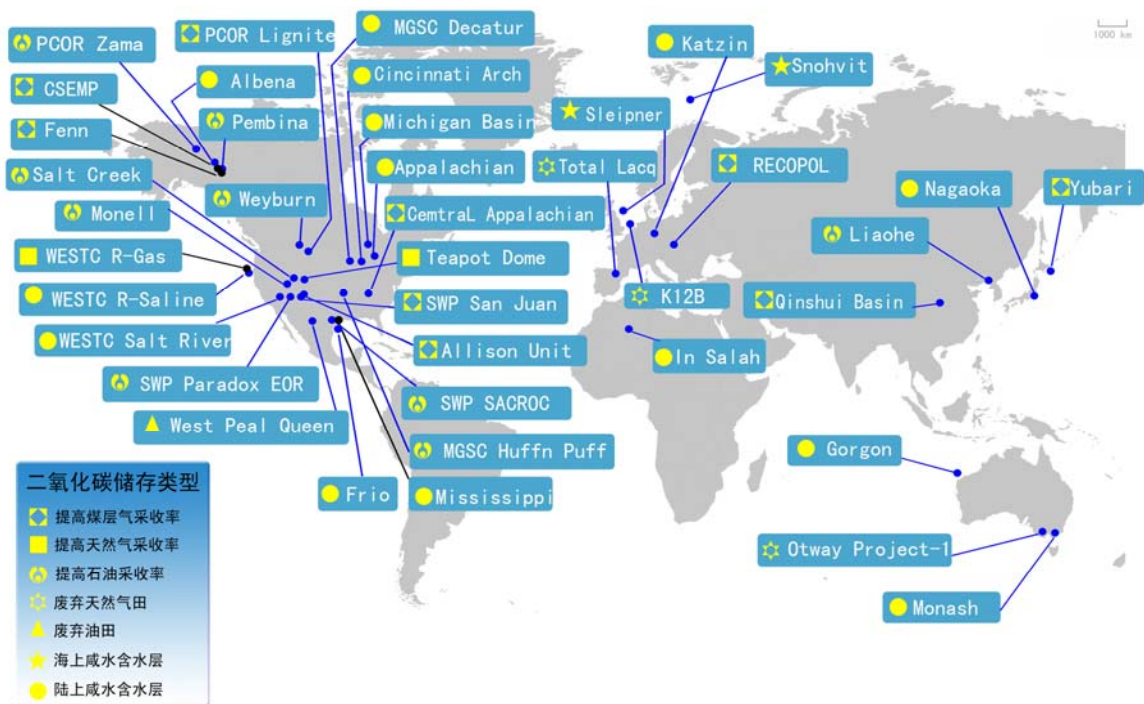 1000 km
PCOR Zama
PCOR Lignite
MGSC Decatur
Katzin
Snohvit
CSEMP
Albena
Cincinnati Arch
Fenn
Pembina
Michigan Basin
Sleipner
Salt Creek
Appalachian
Total Lacq
RECOPOL
Nagaoka
Yubari
Monell
Weyburn
CemtraL Appalachian
Liaohe
WESTC R-Gas
Teapot Dome
WESTC R-Saline
SWP San Juan
K12B
Qinshui Basin
WESTC Salt River
Allison Unit
In Salah
SWP Paradox EOR
SWP SACROC
West Peal Queen
MGSC Huffn Puff
Gorgon
Frio
Mississippi
Otway Project-1
Monash
二氧化碳储存类型
提高煤层气采收率
提高天然气采收率
提高石油采收率
废弃天然气田
废弃油田
海上咸水含水层
陆上咸水含水层